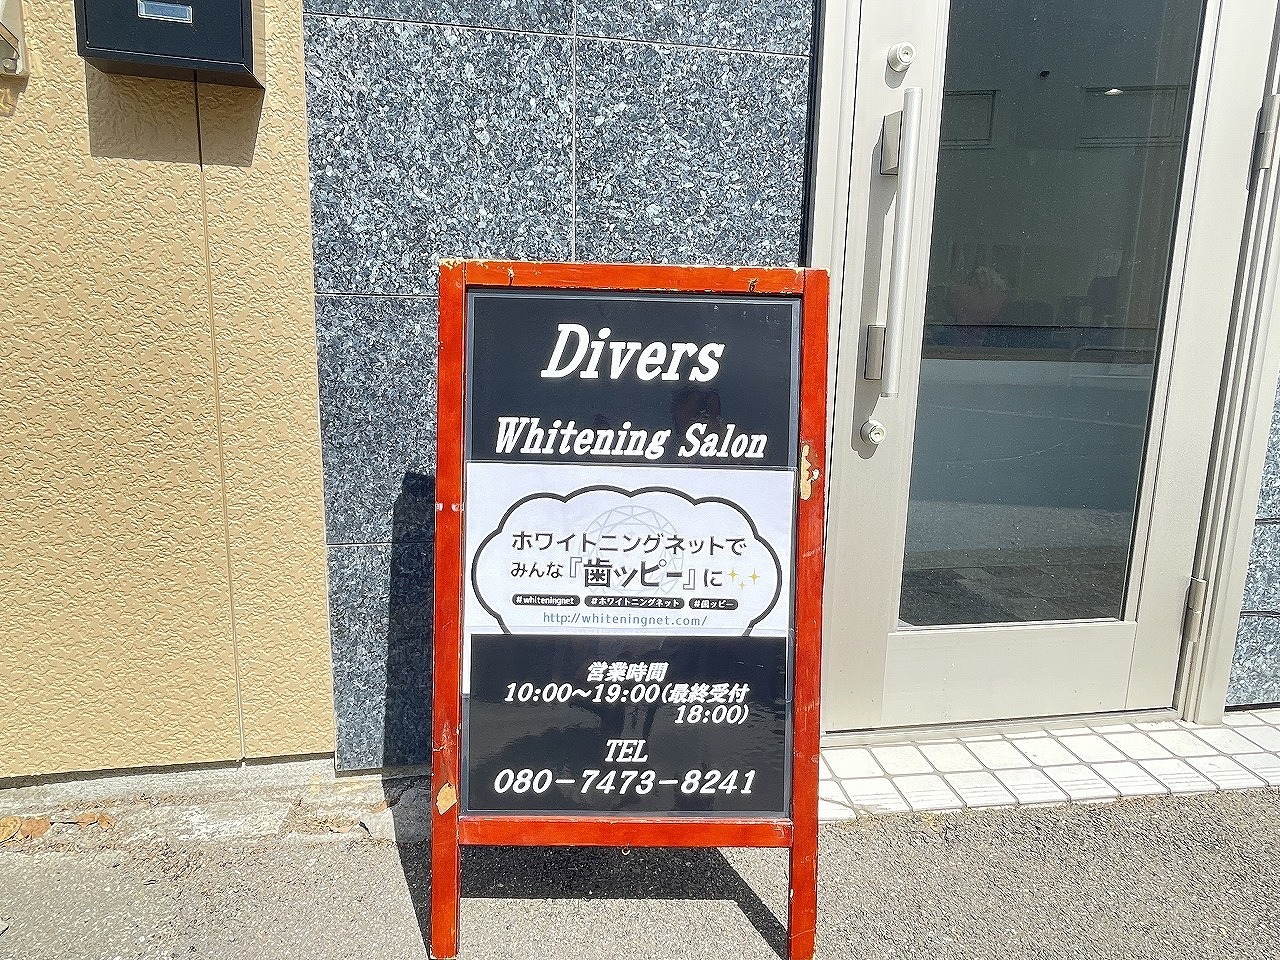 Divers
Whitening Salon
ホワイトニングネットで
みんな『歯ッピー』に
#whiteningnet #ホワイトニングネット #歯ッピー
http://whiteningnet.com/
営業時間
10:00～19:00(最終受付
18:00)
TEL
080－7473－8241